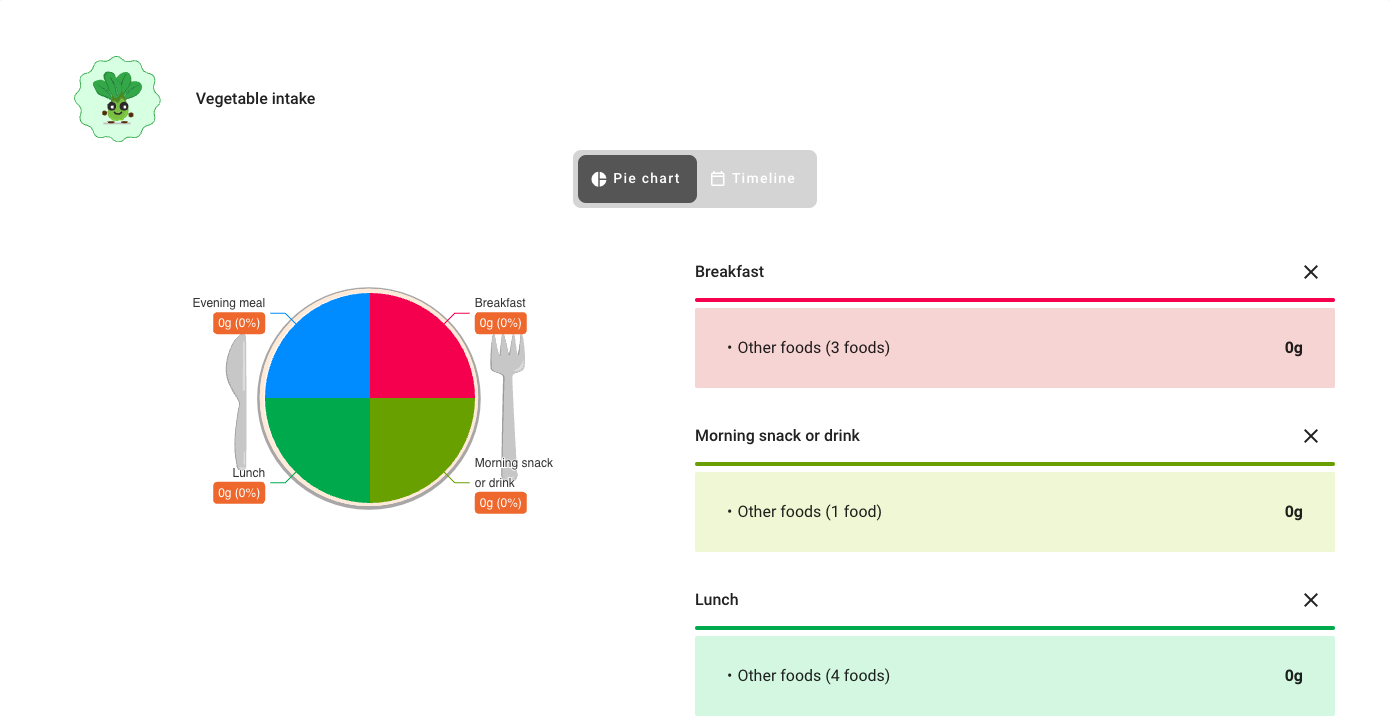 Vegetable intake
Pie chart
Timeline
Evening meal
0g (0%)
Breakfast
0g (0%)
Lunch
0g (0%)
Morning snack
or drink
0g (0%)
Breakfast
• Other foods (3 foods) 0g
Morning snack or drink
• Other foods (1 food) 0g
Lunch
• Other foods (4 foods) 0g